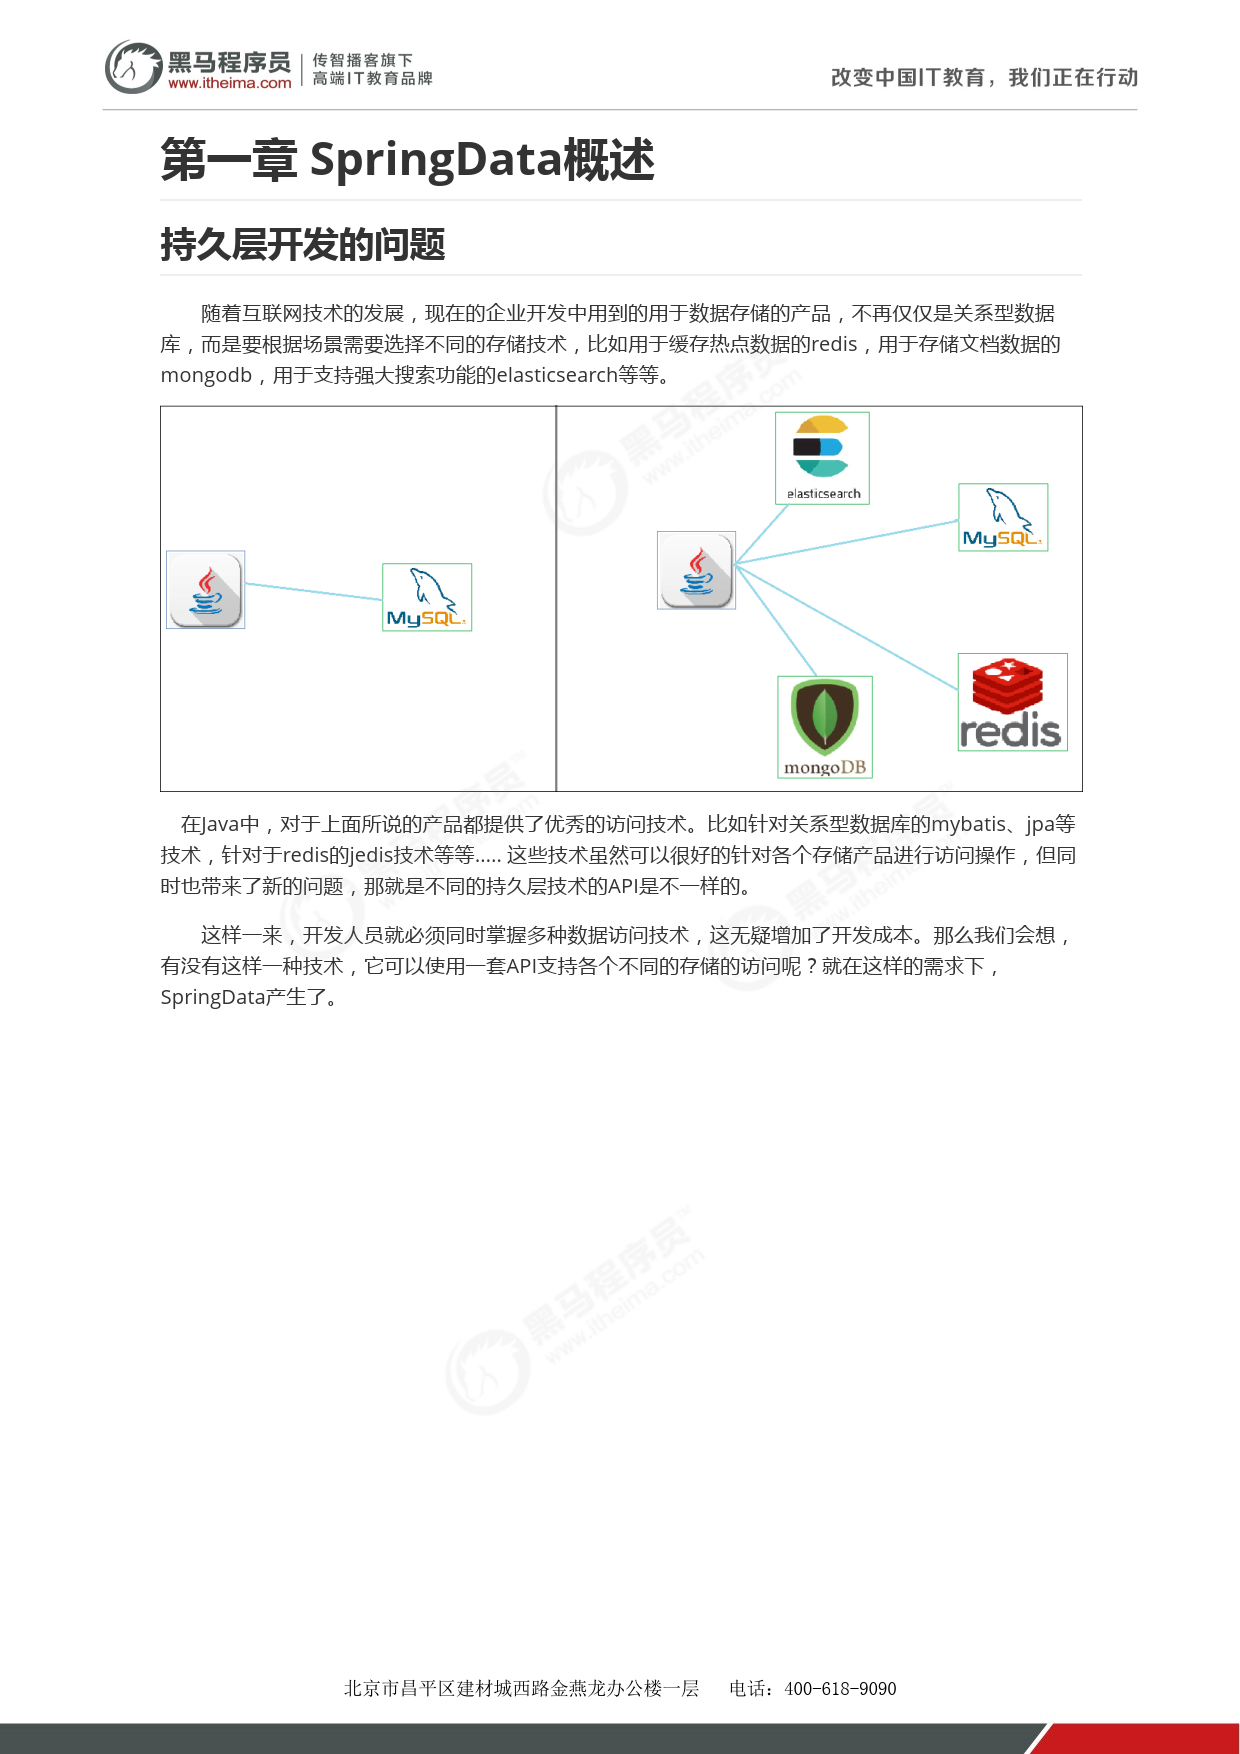 黑马程序员
www.itheima.com
传智播客旗下
高端IT教育品牌
改变中国IT教育，我们正在行动
第一章 SpringData概述
持久层开发的问题
随着互联网技术的发展，现在的企业开发中用到的用于数据存储的产品，不再仅仅是关系型数据
库，而是要根据场景需要选择不同的存储技术，比如用于缓存热点数据的redis，用于存储文档数据的
mongodb，用于支持强大搜索功能的elasticsearch等等。
elasticsearch
MySQL
MySQL
redis
mongoDB
在Java中，对于上面所说的产品都提供了优秀的访问技术。比如针对关系型数据库的mybatis、jpa等
技术，针对于redis的jedis技术等等..... 这些技术虽然可以很好的针对各个存储产品进行访问操作，但同
时也带来了新的问题，那就是不同的持久层技术的API是不一样的。
这样一来，开发人员就必须同时掌握多种数据访问技术，这无疑增加了开发成本。那么我们会想，
有没有这样一种技术，它可以使用一套API支持各个不同的存储的访问呢？就在这样的需求下，
SpringData产生了。
黑马程序员
www.itheima.com
北京市昌平区建材城西路金燕龙办公楼一层 电话：400-618-9090